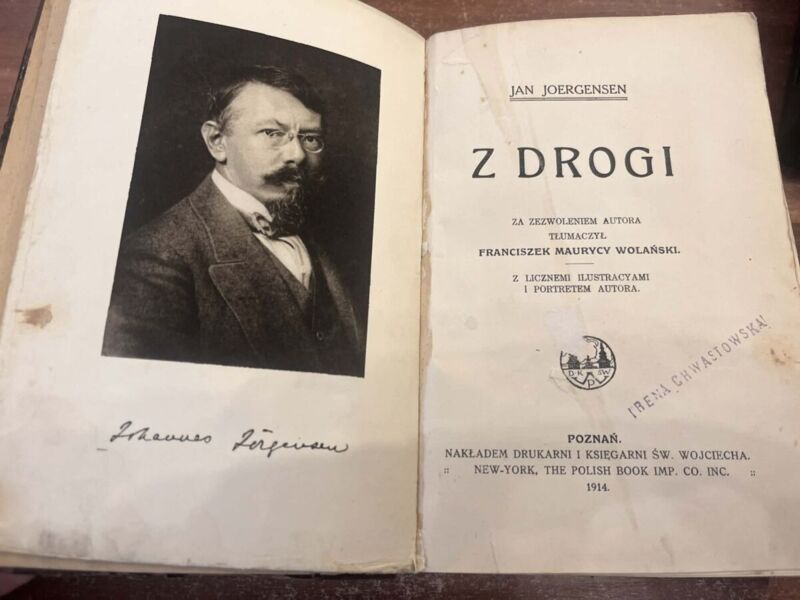 Johannes Jörgensen
JAN JOERGENSEN
Z DROGI
ZA ZEZWOLENIEM AUTORA
TŁUMACZYŁ
FRANCISZEK MAURYCY WOLAŃSKI.
Z LICZNEMI ILUSTRACYAMI
I PORTRETEM AUTORA.
D K Ś W
P
IRENA CHWASTOWSKA
POZNAŃ.
NAKŁADEM DRUKARNI I KSIĘGARNI ŚW. WOJCIECHA.
:: NEW-YORK, THE POLISH BOOK IMP. CO. INC. ::
1914.